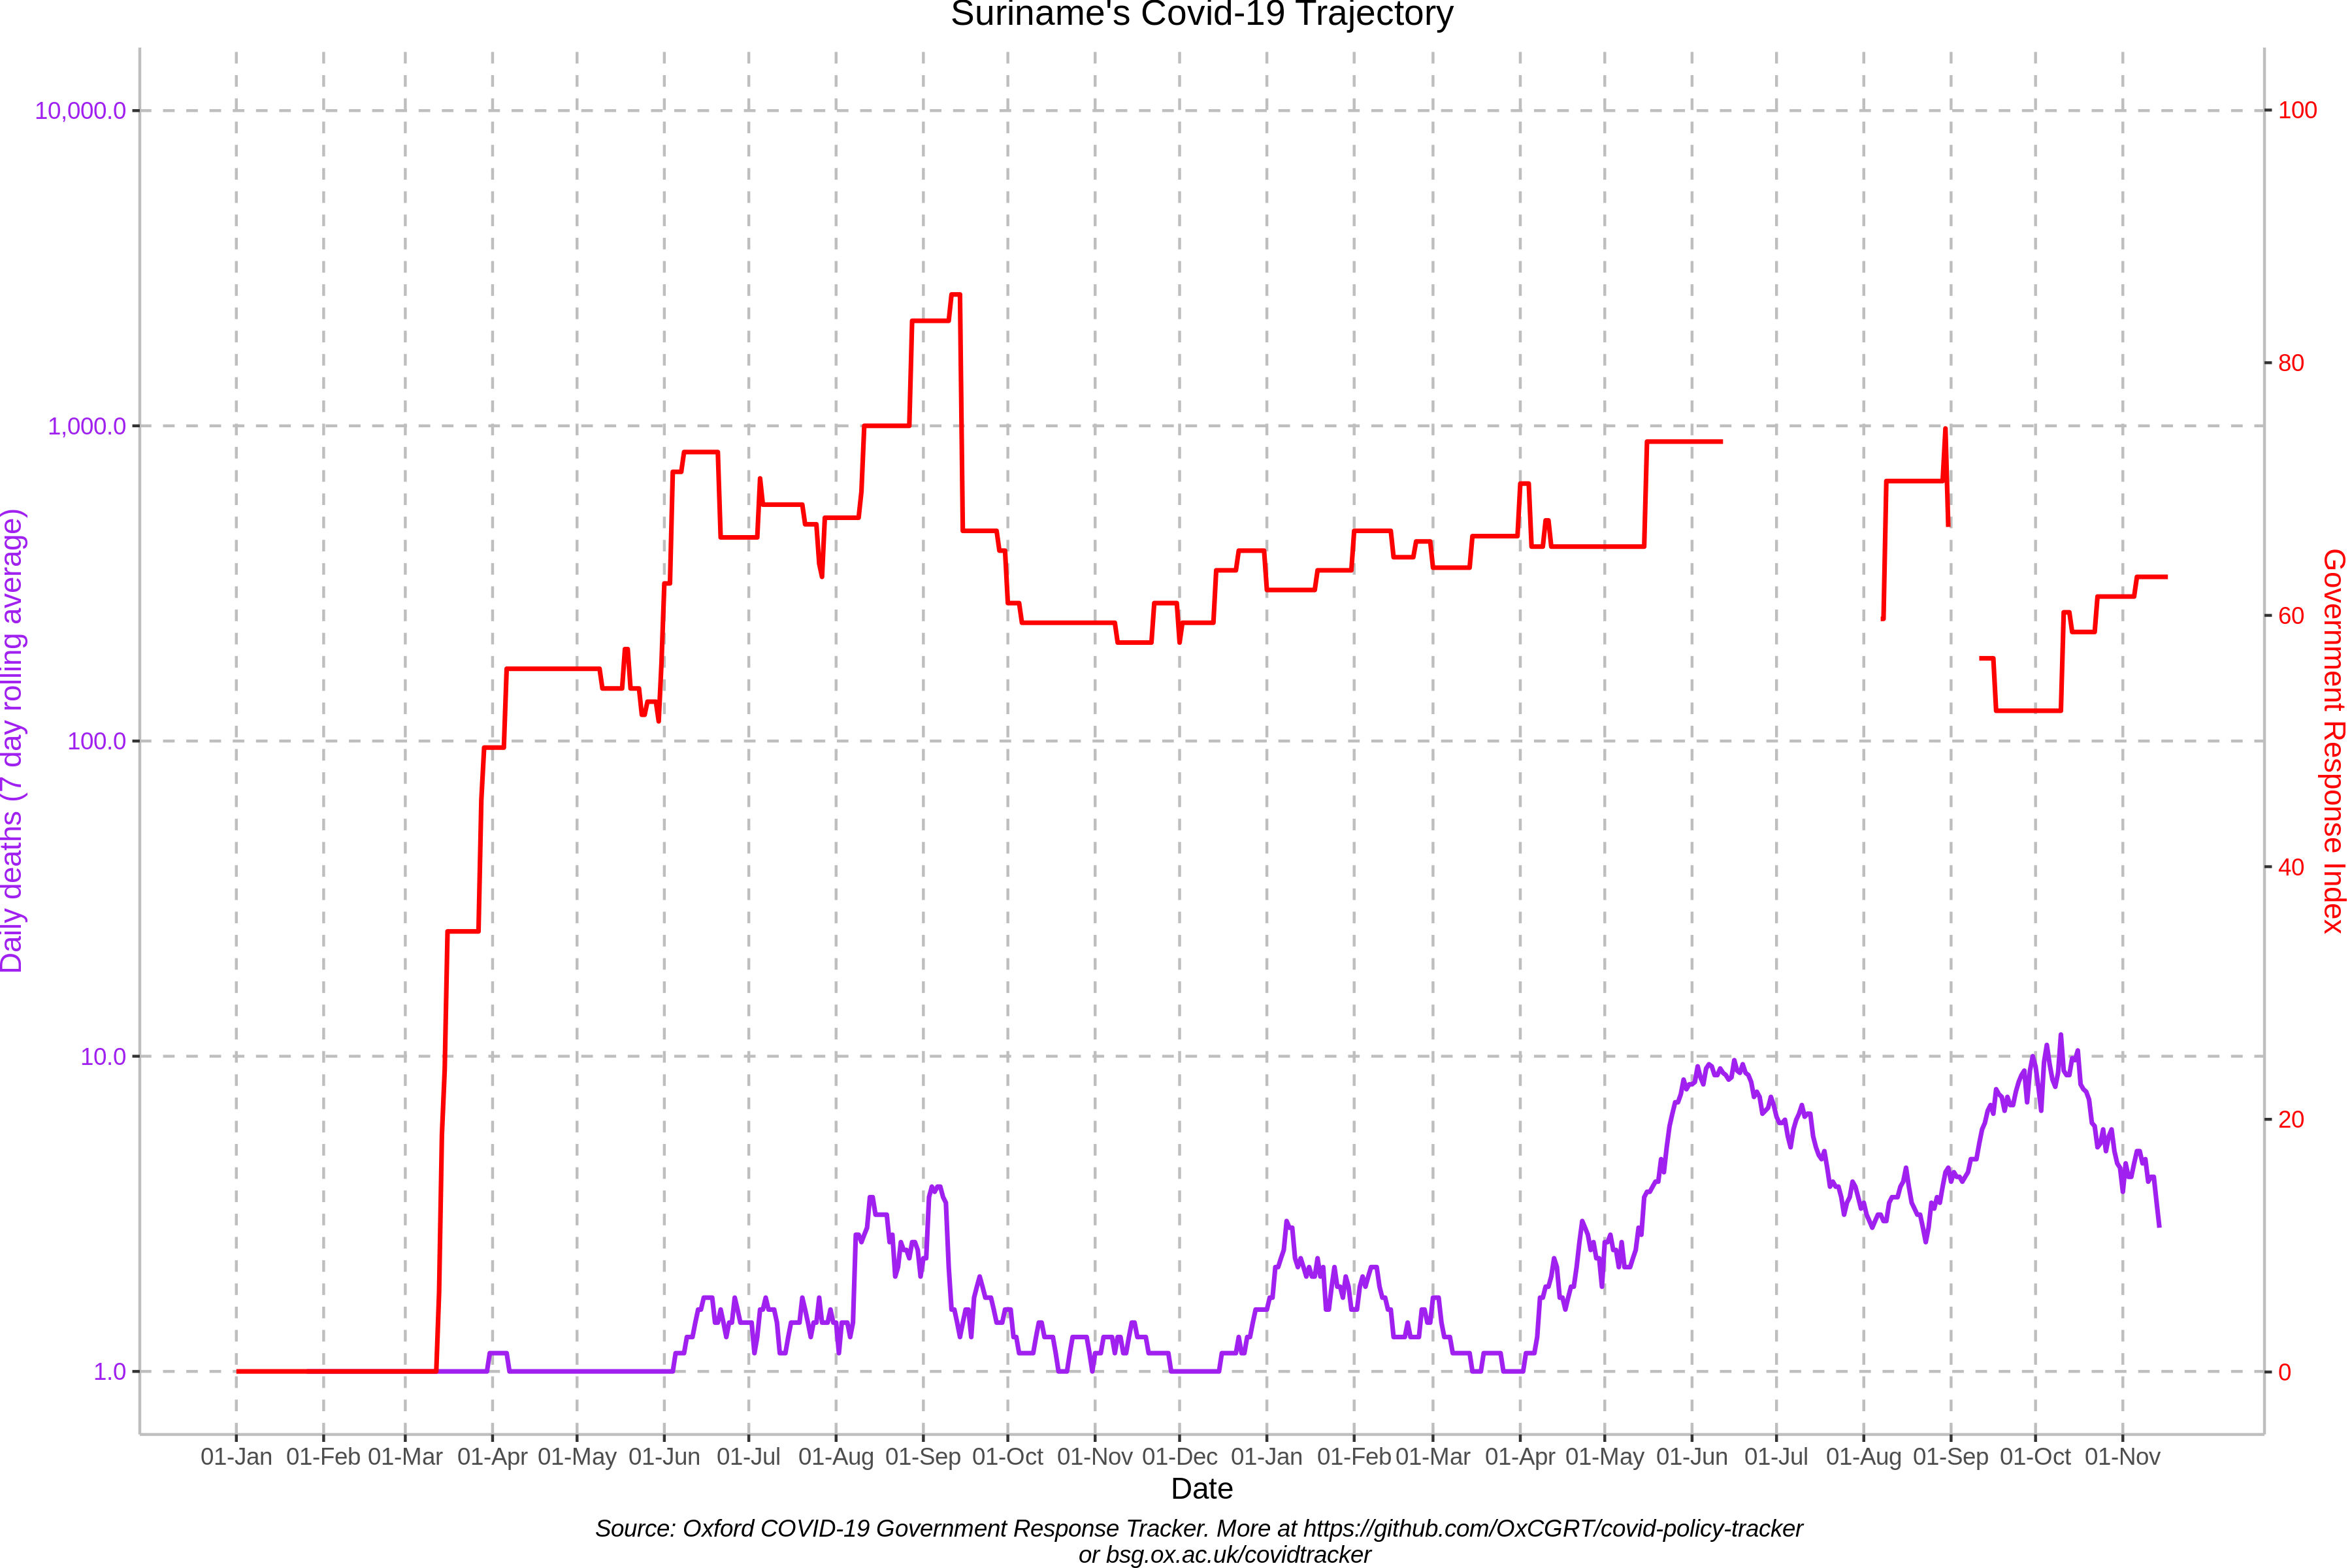 Suriname's Covid-19 Trajectory
10,000.0
1,000.0
100.0
10.0
1.0
Daily deaths (7 day rolling average)
100
80
60
40
20
0
Government Response Index
01-Jan 01-Feb 01-Mar 01-Apr 01-May 01-Jun 01-Jul 01-Aug 01-Sep 01-Oct 01-Nov 01-Dec 01-Jan 01-Feb 01-Mar 01-Apr 01-May 01-Jun 01-Jul 01-Aug 01-Sep 01-Oct 01-Nov
Date
Source: Oxford COVID-19 Government Response Tracker. More at https://github.com/OxCGRT/covid-policy-tracker
or bsg.ox.ac.uk/covidtracker